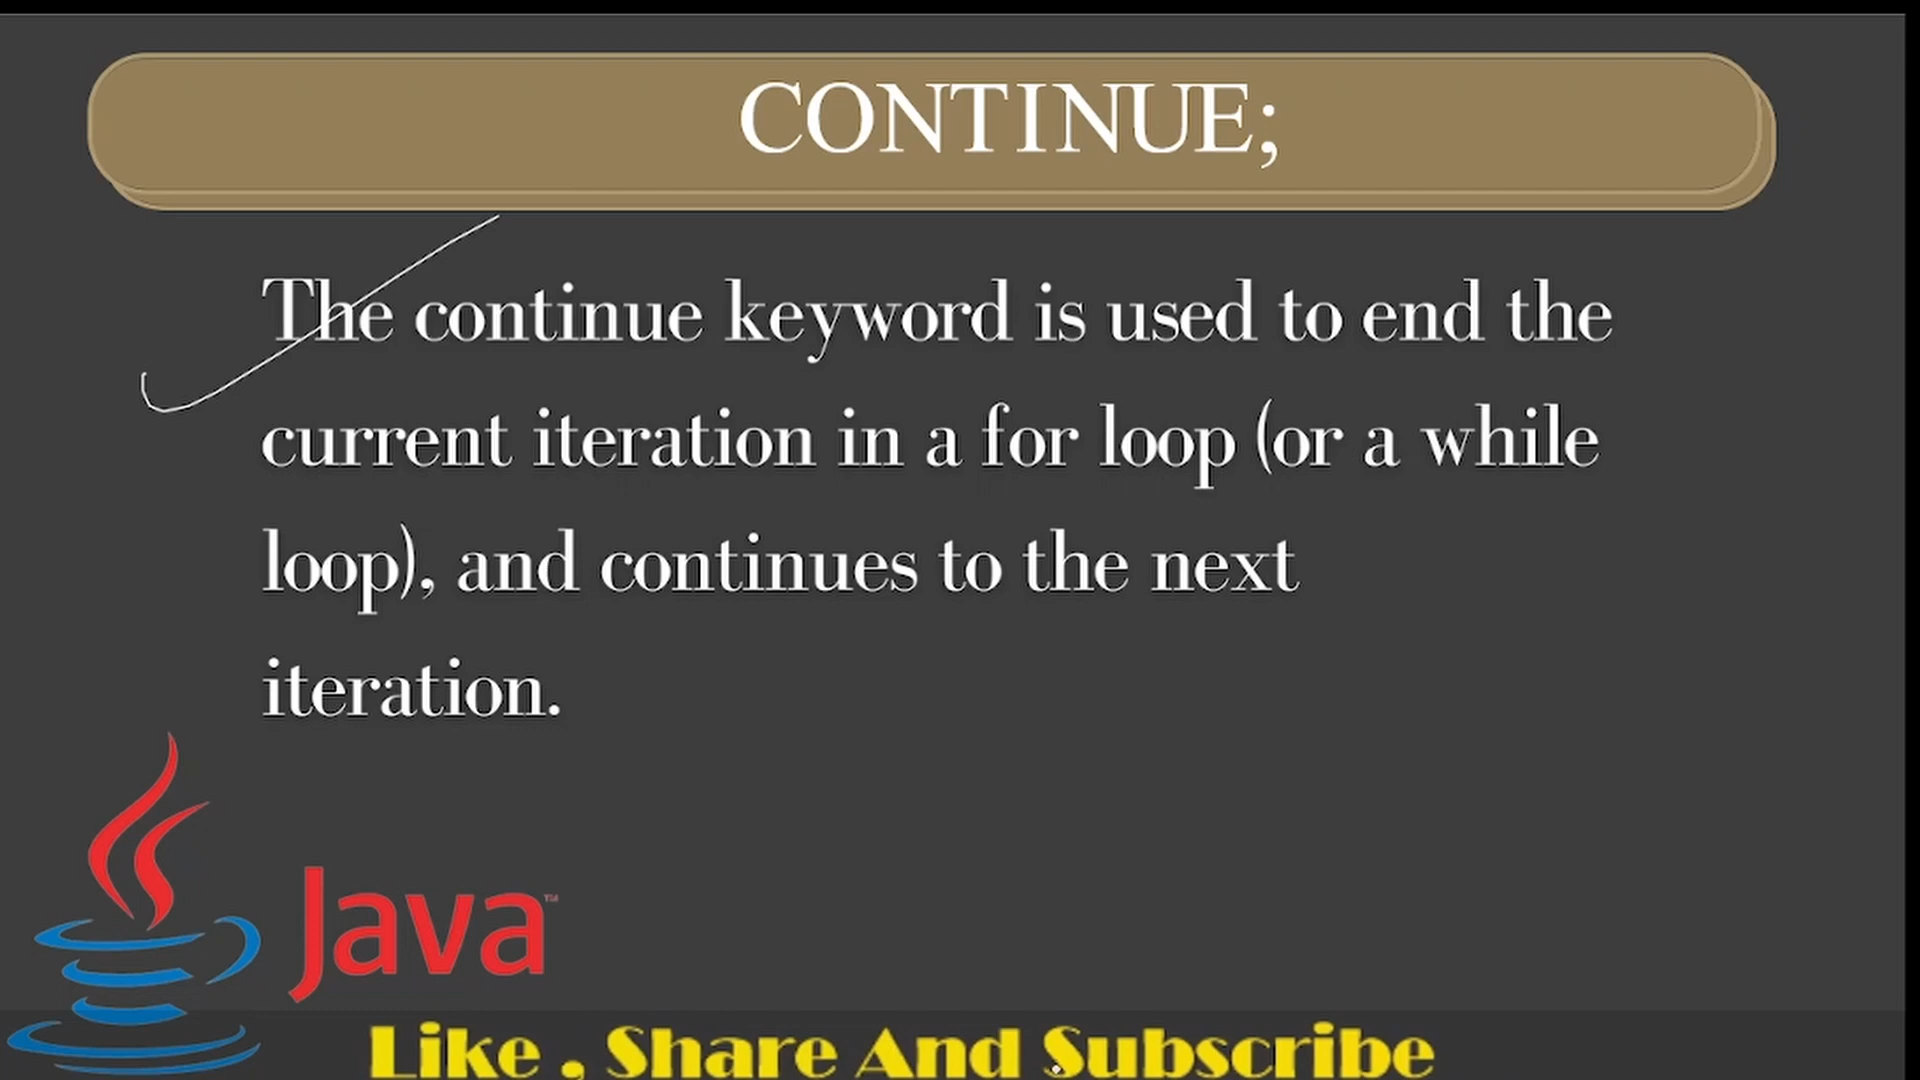 CONTINUE;
The continue keyword is used to end the
current iteration in a for loop (or a while
loop), and continues to the next
iteration.
Java™
Like , Share And Subscribe